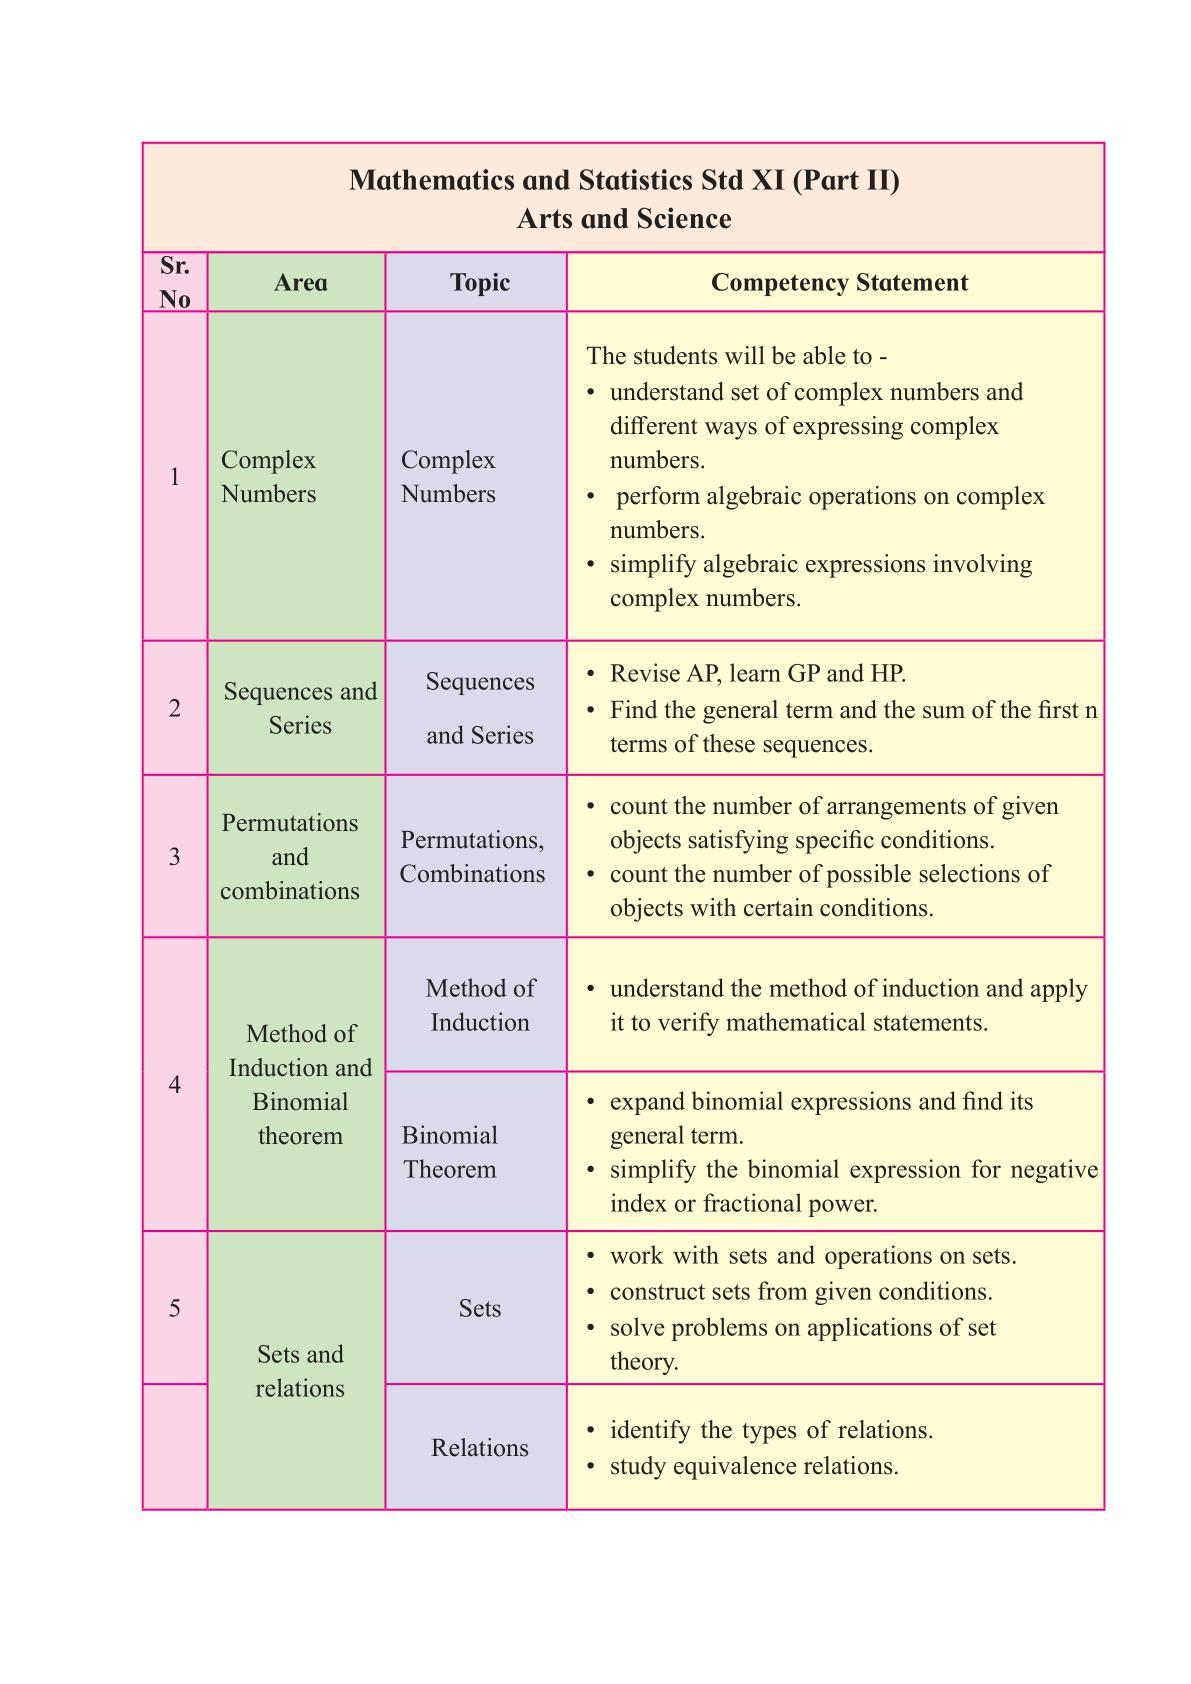 Mathematics and Statistics Std XI (Part II)
Arts and Science
Sr.
No
Area
Topic
Competency Statement
1
Complex
Numbers
Complex
Numbers
The students will be able to -
• understand set of complex numbers and
different ways of expressing complex
numbers.
• perform algebraic operations on complex
numbers.
• simplify algebraic expressions involving
complex numbers.
2
Sequences and
Series
Sequences
and Series
• Revise AP, learn GP and HP.
• Find the general term and the sum of the first n
terms of these sequences.
3
Permutations
and
combinations
Permutations,
Combinations
• count the number of arrangements of given
objects satisfying specific conditions.
• count the number of possible selections of
objects with certain conditions.
4
Method of
Induction and
Binomial
theorem
Method of
Induction
• understand the method of induction and apply
it to verify mathematical statements.
Binomial
Theorem
• expand binomial expressions and find its
general term.
• simplify the binomial expression for negative
index or fractional power.
5
Sets and
relations
Sets
• work with sets and operations on sets.
• construct sets from given conditions.
• solve problems on applications of set
theory.
Relations
• identify the types of relations.
• study equivalence relations.